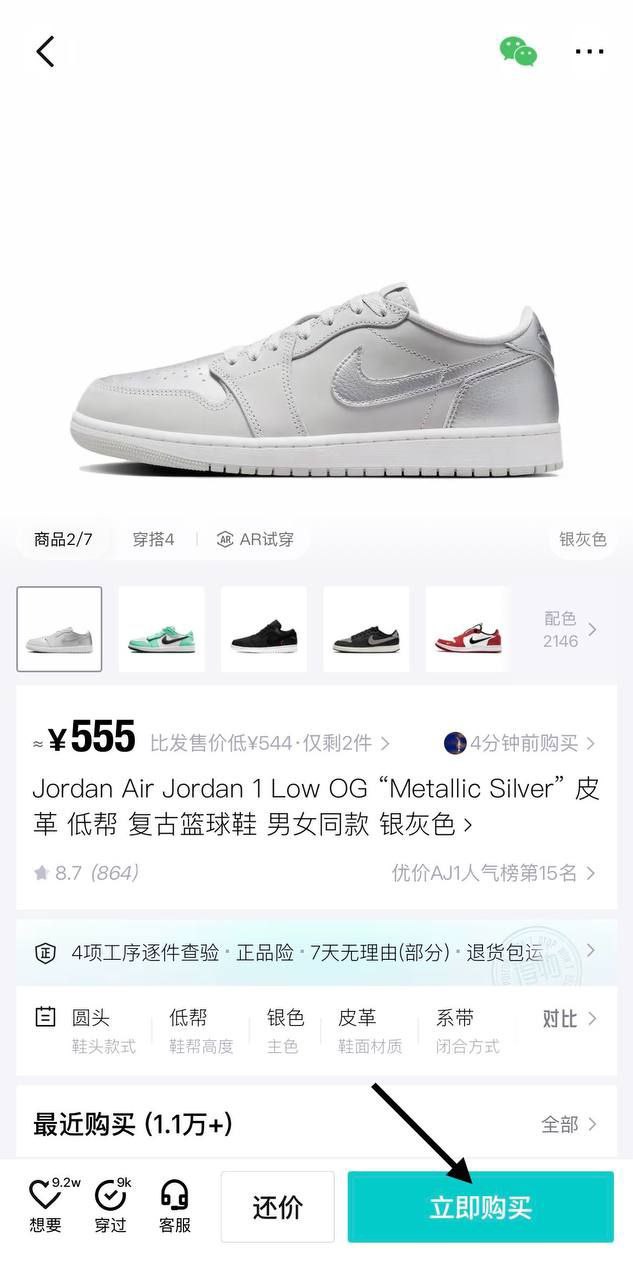 商品2/7 穿搭4 AR AR试穿 银灰色
配色
2146
≈ ¥555 比发售价低¥544·仅剩2件 4分钟前购买
Jordan Air Jordan 1 Low OG “Metallic Silver” 皮
革 低帮 复古篮球鞋 男女同款 银灰色
8.7 (864) 优价AJ1人气榜第15名
正 4项工序逐件查验·正品险·7天无理由(部分)·退货包运
圆头 低帮 银色 皮革 系带 对比
鞋头款式 鞋帮高度 主色 鞋面材质 闭合方式
最近购买 (1.1万+) 全部
9.2w 9k
想要 穿过 客服 还价 立即购买